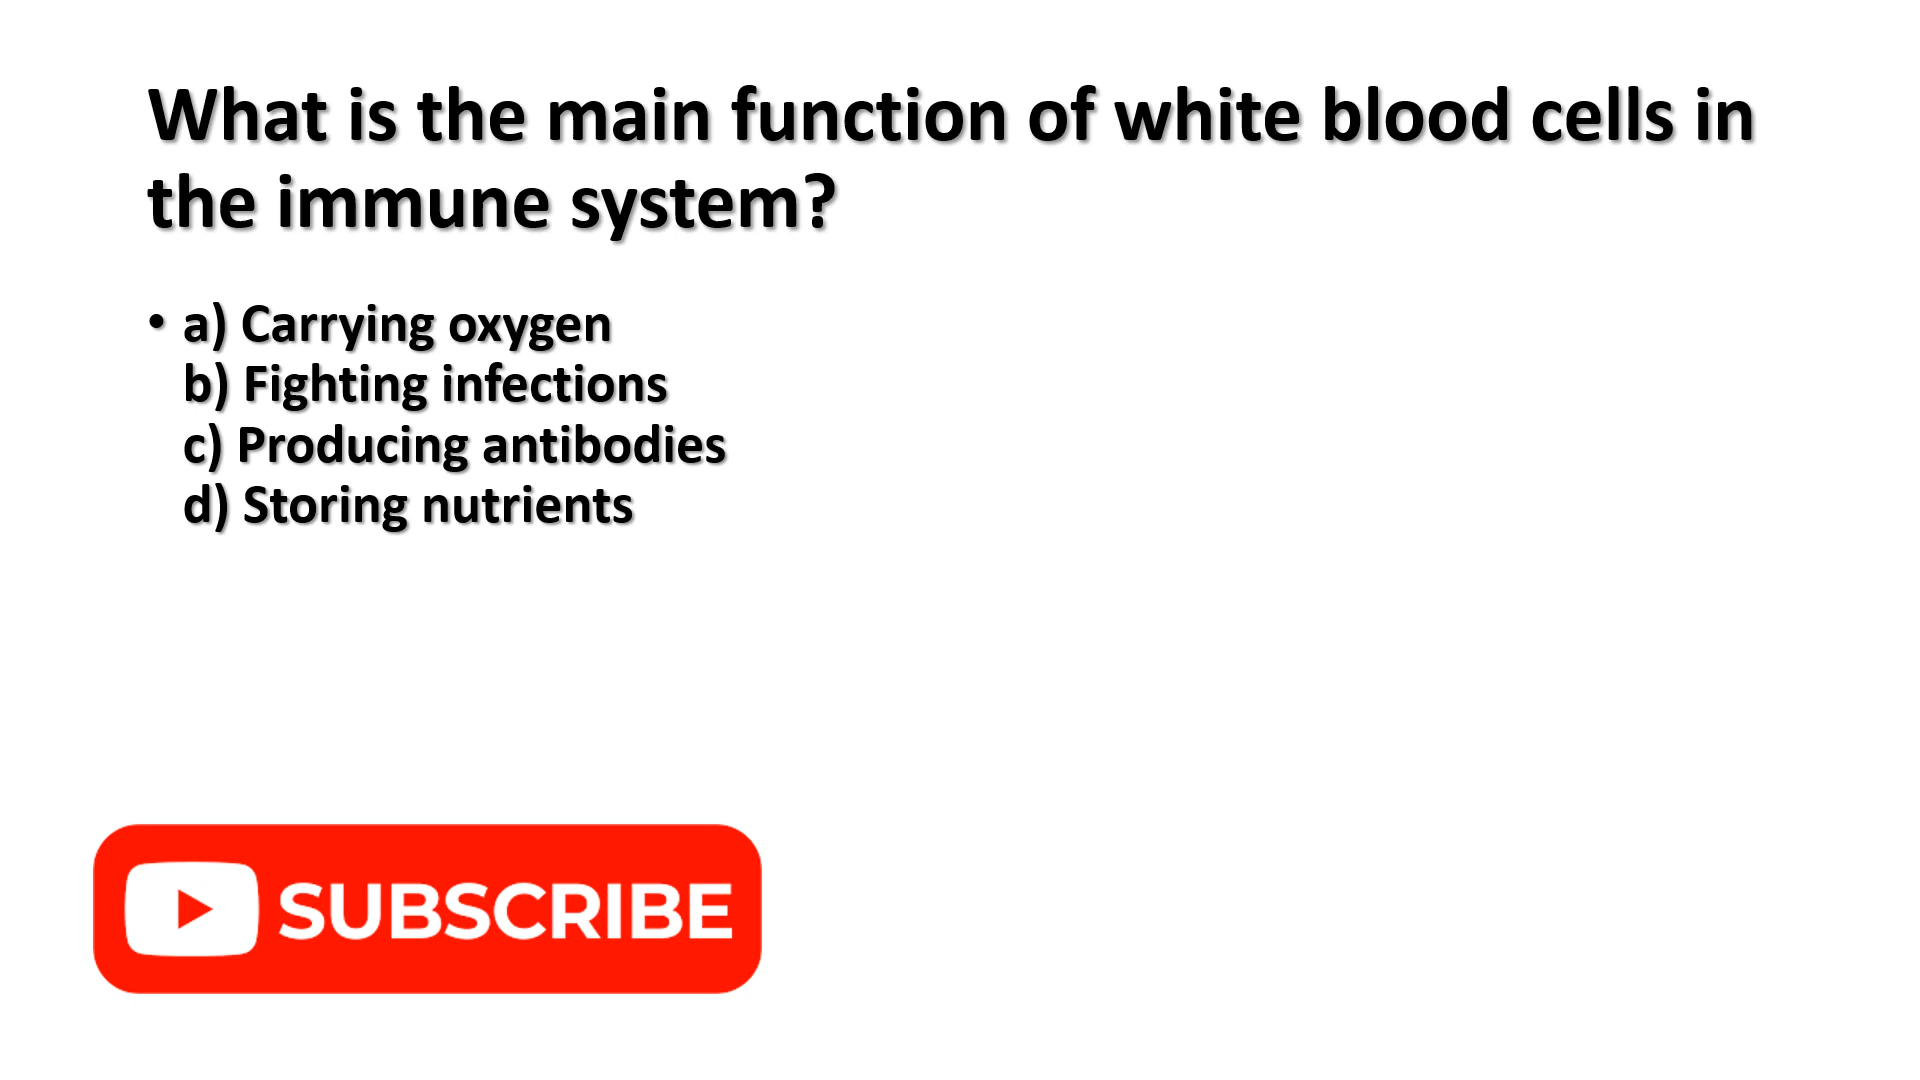 What is the main function of white blood cells in
the immune system?
• a) Carrying oxygen
b) Fighting infections
c) Producing antibodies
d) Storing nutrients
SUBSCRIBE